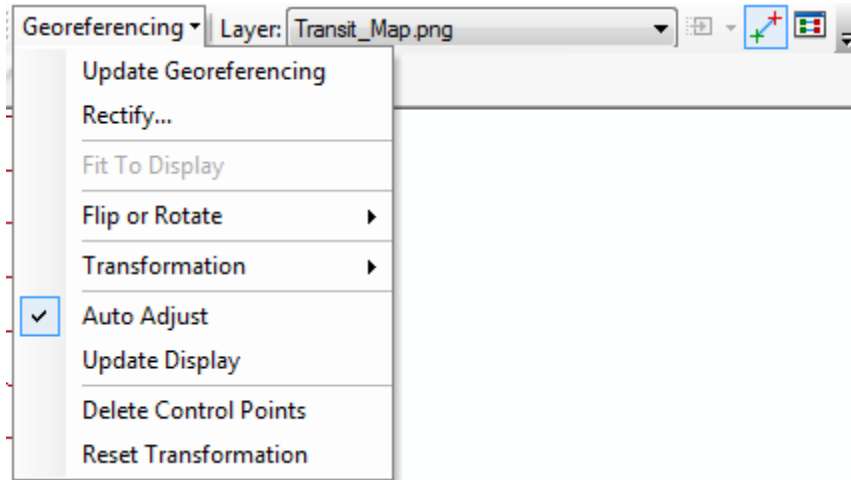 Georeferencing Layer: Transit_Map.png
Update Georeferencing
Rectify...
Fit To Display
Flip or Rotate
Transformation
Auto Adjust
Update Display
Delete Control Points
Reset Transformation